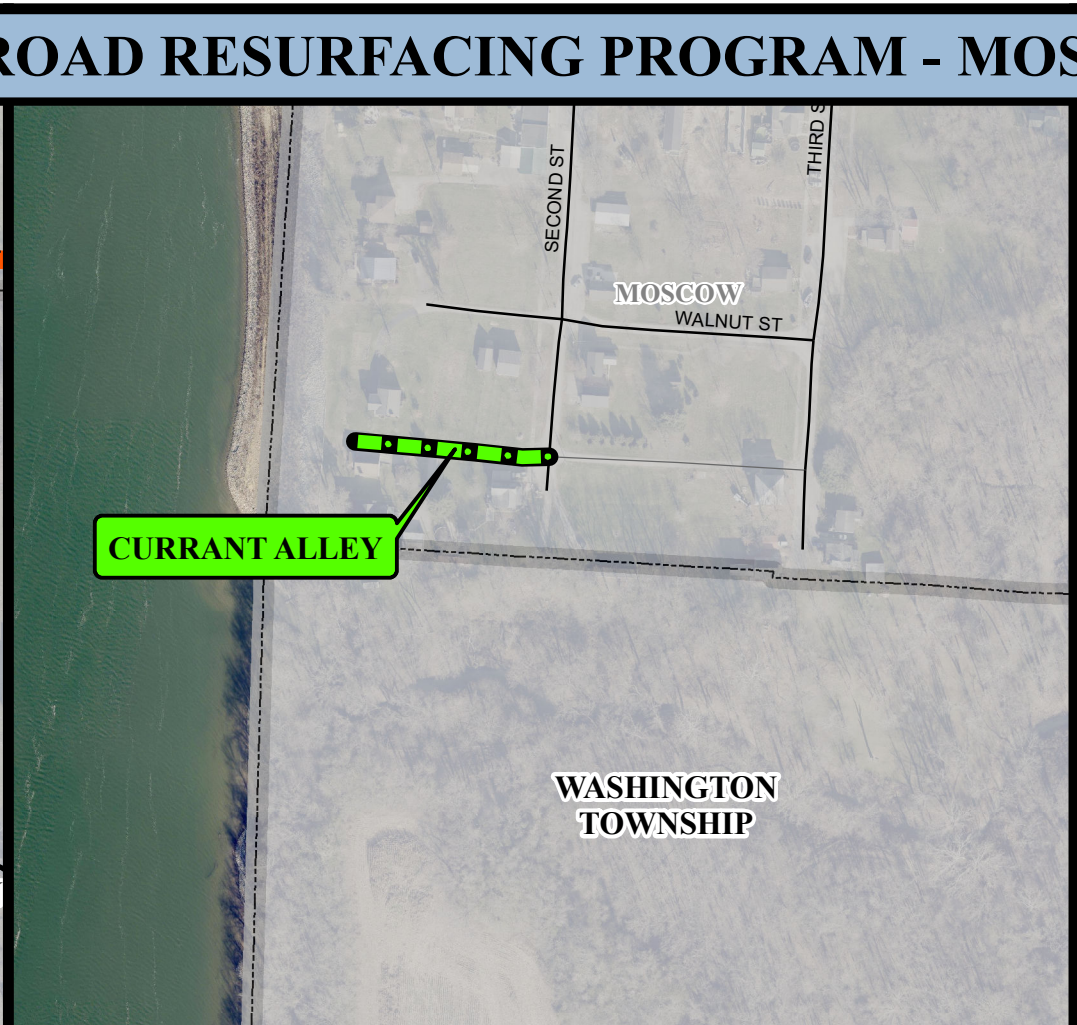 ROAD RESURFACING PROGRAM - MOS
SECOND ST
THIRD S
MOSCOW
WALNUT ST
CURRANT ALLEY
WASHINGTON
TOWNSHIP